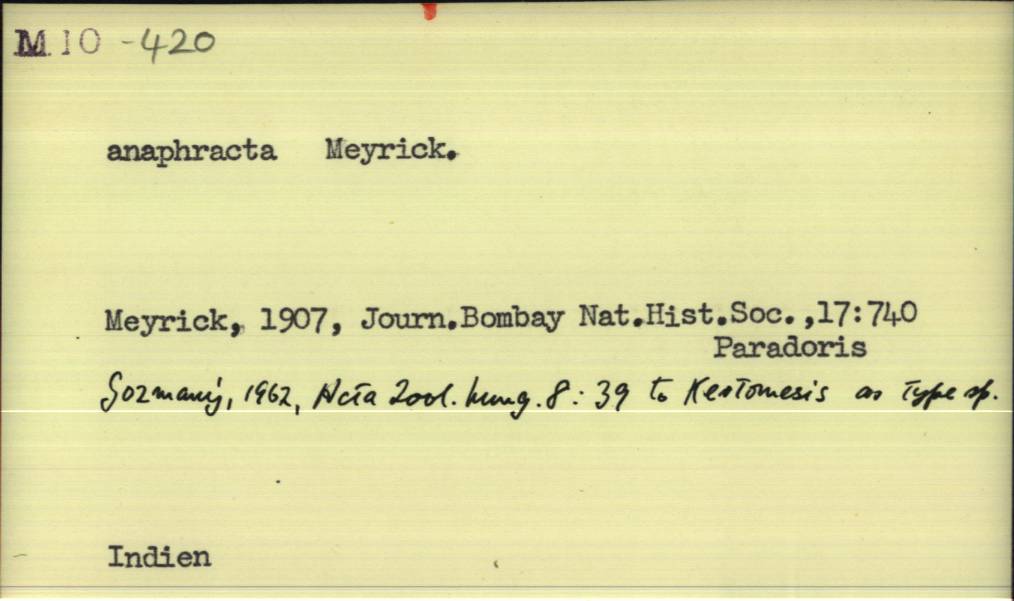 M 10 -420
anaphracta Meyrick.
Meyrick, 1907, Journ.Bombay Nat.Hist.Soc.,17:740
Paradoris
Gozmány, 1962, Acta Zool. hung. 8: 39 to Kertomesis as Type sp.
Indien